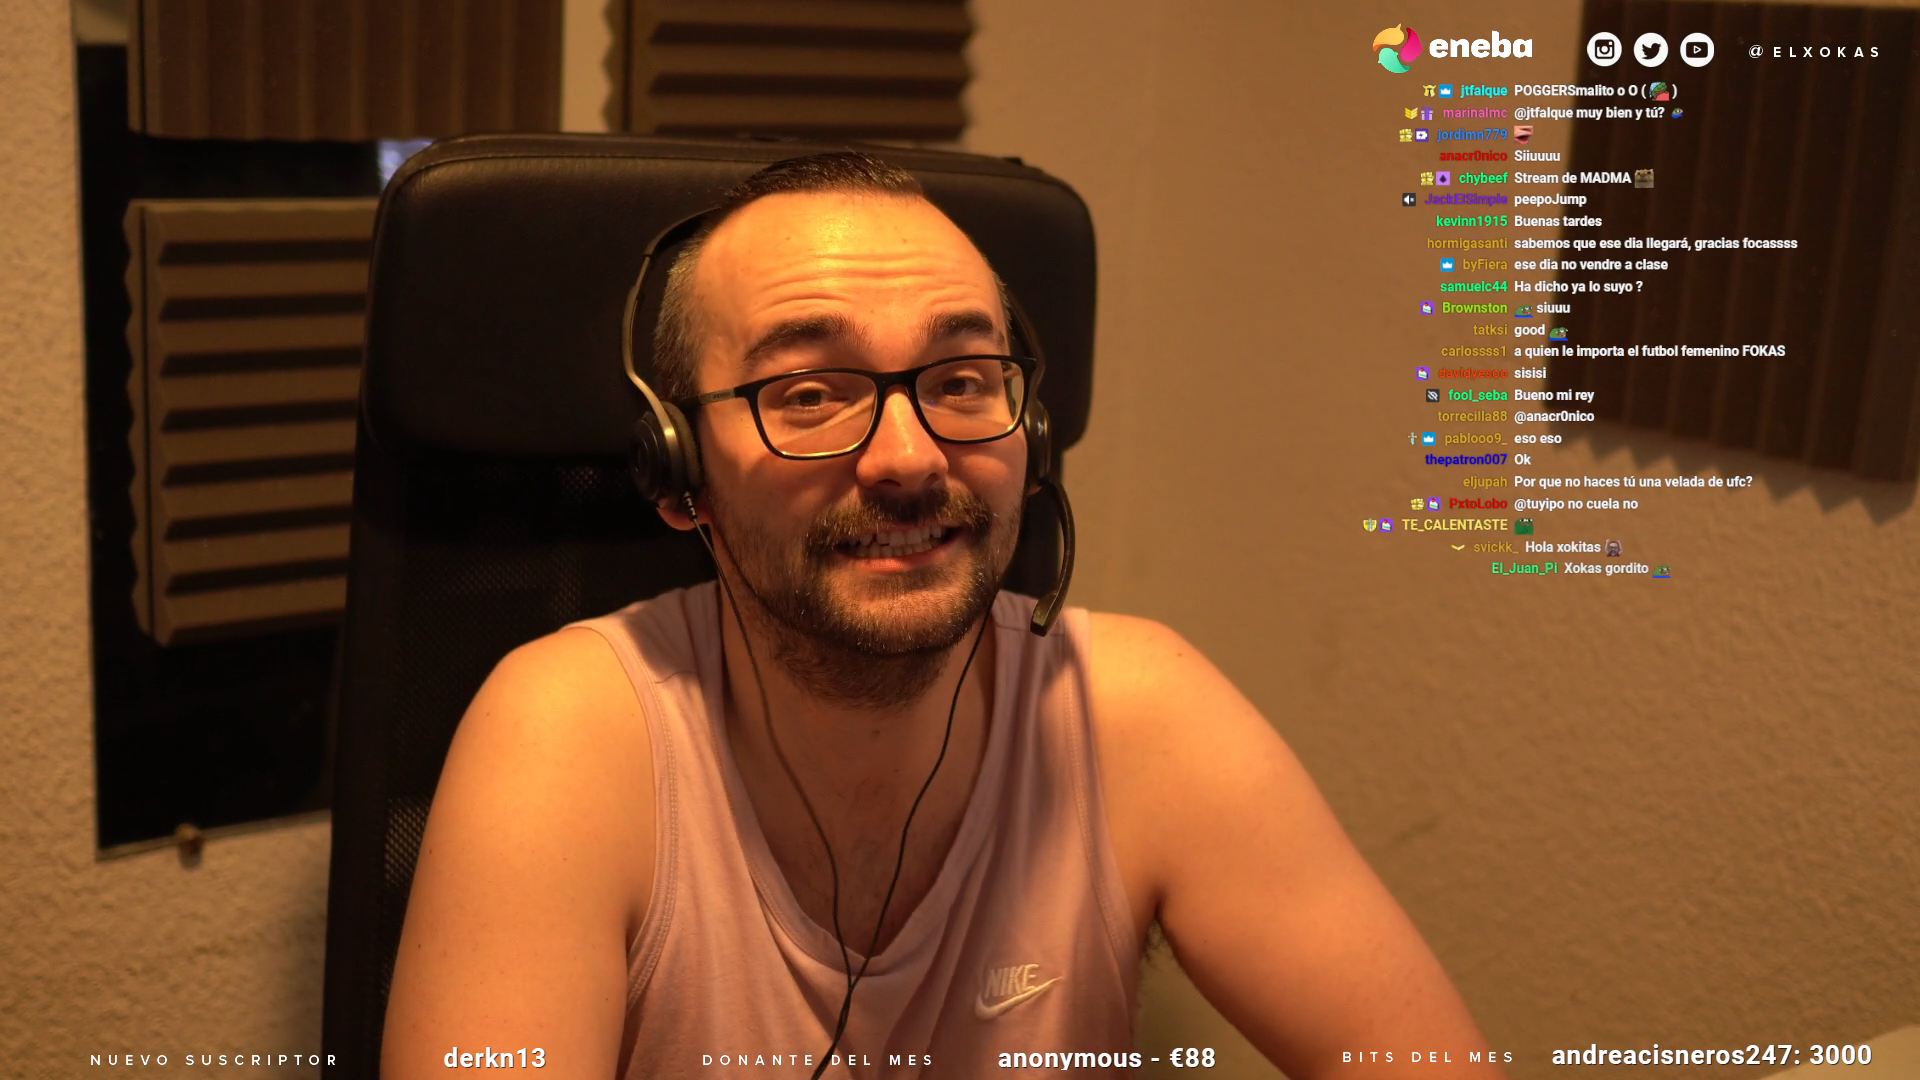 eneba
@ELXOKAS
jtfalque POGGERSmalito o O ( )
marinalmc @jtfalque muy bien y tú?
jordimn779
anacr0nico Siiuuuu
chybeef Stream de MADMA
JackElSimple peepoJump
kevinn1915 Buenas tardes
hormigasanti sabemos que ese dia llegará, gracias focassss
byFiera ese dia no vendre a clase
samuelc44 Ha dicho ya lo suyo ?
Brownston siuuu
tatksi good
carlossss1 a quien le importa el futbol femenino FOKAS
sisisi
fool_seba Bueno mi rey
torrecilla88 @anacr0nico
pablooo9_ eso eso
thepatron007 Ok
eljupah Por que no haces tú una velada de ufc?
PxtoLobo @tuyipo no cuela no
TE_CALENTASTE
svickk_ Hola xokitas
El_Juan_Pi Xokas gordito
NIKE
NUEVO SUSCRIPTOR derkn13 DONANTE DEL MES anonymous - €88 BITS DEL MES andreacisneros247: 3000